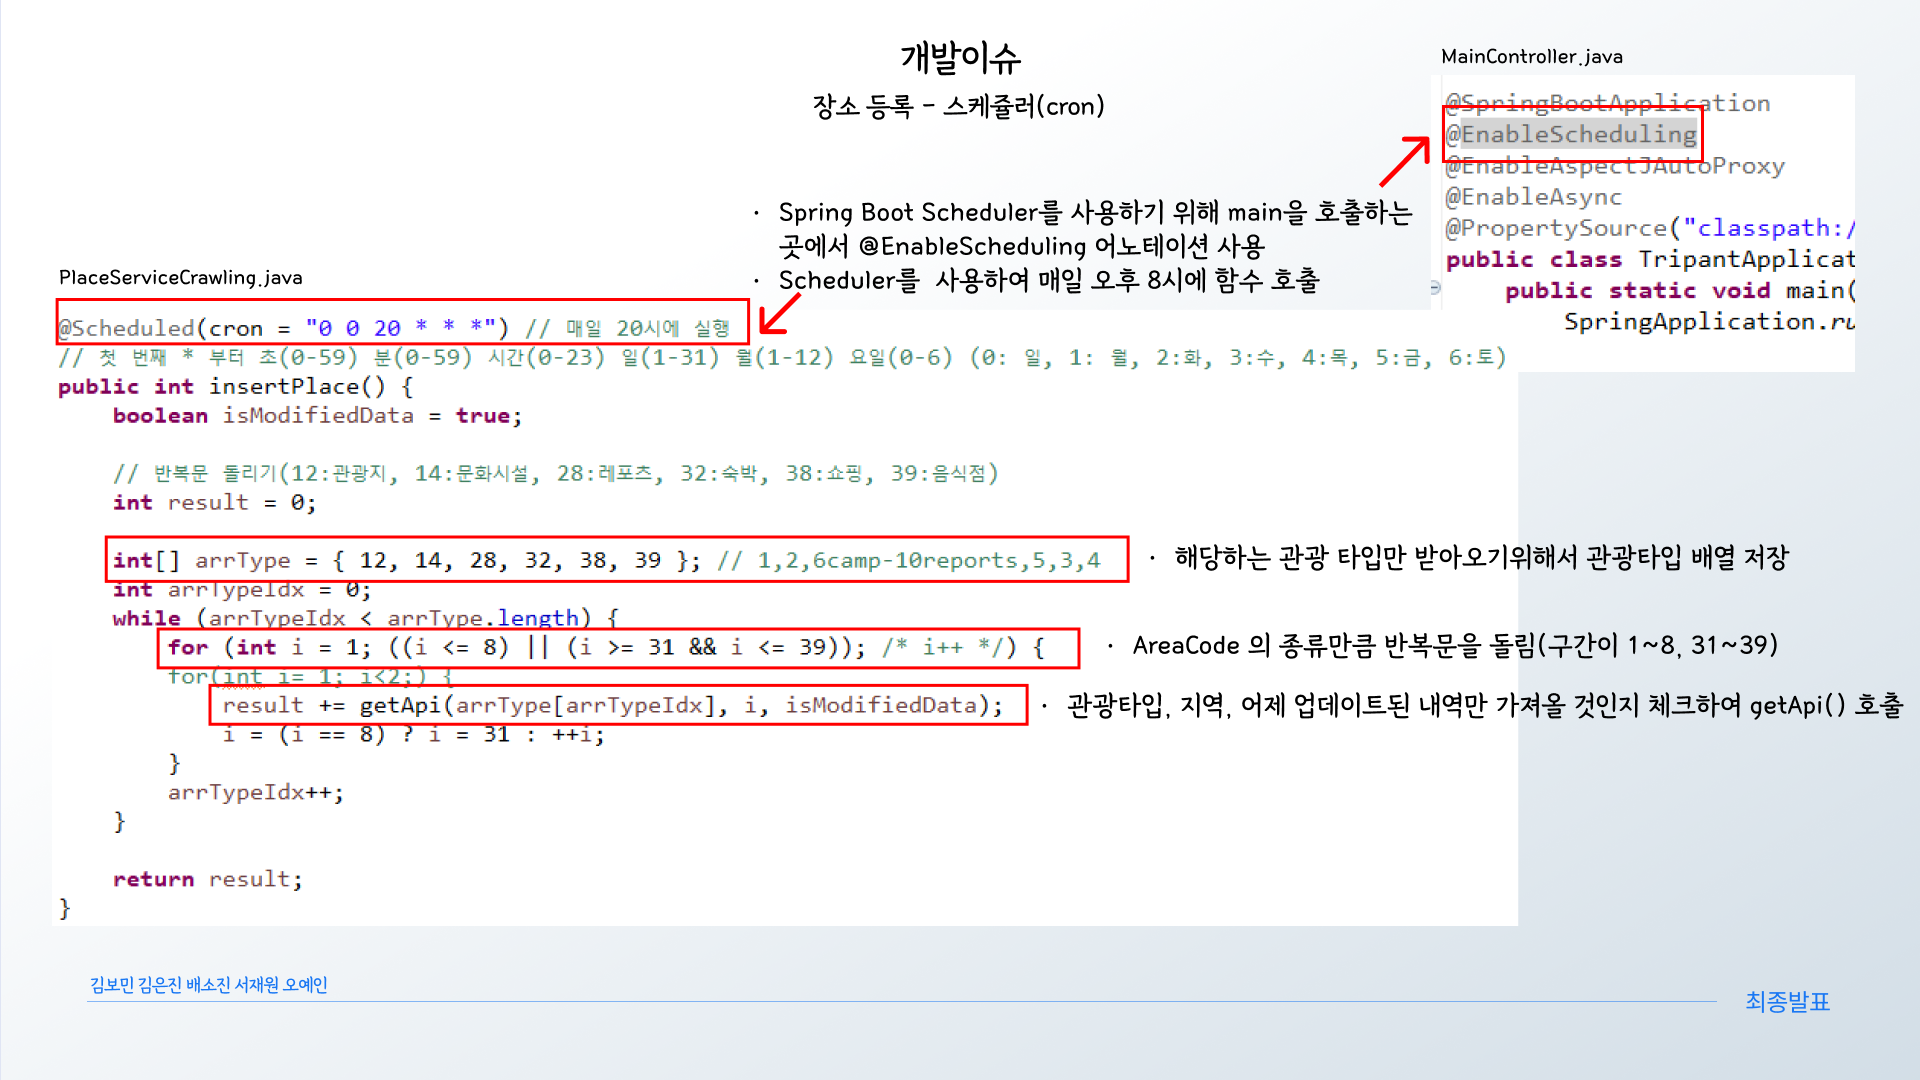 개발이슈
장소 등록 - 스케쥴러(cron)
MainController.java
@SpringBootApplication
@EnableScheduling
@EnableAspectJAutoProxy
@EnableAsync
@PropertySource("classpath:/
public class TripantApplicat
public static void main(
SpringApplication.ru
· Spring Boot Scheduler를 사용하기 위해 main을 호출하는
곳에서 @EnableScheduling 어노테이션 사용
· Scheduler를 사용하여 매일 오후 8시에 함수 호출
PlaceServiceCrawling.java
@Scheduled(cron = "0 0 20 * * *") // 매일 20시에 실행
// 첫 번째 * 부터 초(0-59) 분(0-59) 시간(0-23) 일(1-31) 월(1-12) 요일(0-6) (0: 일, 1: 월, 2:화, 3:수, 4:목, 5:금, 6:토)
public int insertPlace() {
boolean isModifiedData = true;
// 반복문 돌리기(12:관광지, 14:문화시설, 28:레포츠, 32:숙박, 38:쇼핑, 39:음식점)
int result = 0;
int[] arrType = { 12, 14, 28, 32, 38, 39 }; // 1,2,6camp-10reports,5,3,4
· 해당하는 관광 타입만 받아오기위해서 관광타입 배열 저장
int arrTypeIdx = 0;
while (arrTypeIdx < arrType.length) {
for (int i = 1; ((i <= 8) || (i >= 31 && i <= 39)); /* i++ */) {
· AreaCode 의 종류만큼 반복문을 돌림(구간이 1~8, 31~39)
for(int i= 1; i<2;) {
result += getApi(arrType[arrTypeIdx], i, isModifiedData);
· 관광타입, 지역, 어제 업데이트된 내역만 가져올 것인지 체크하여 getApi() 호출
i = (i == 8) ? i = 31 : ++i;
}
arrTypeIdx++;
}
return result;
}
김보민 김은진 배소진 서재원 오예인
최종발표